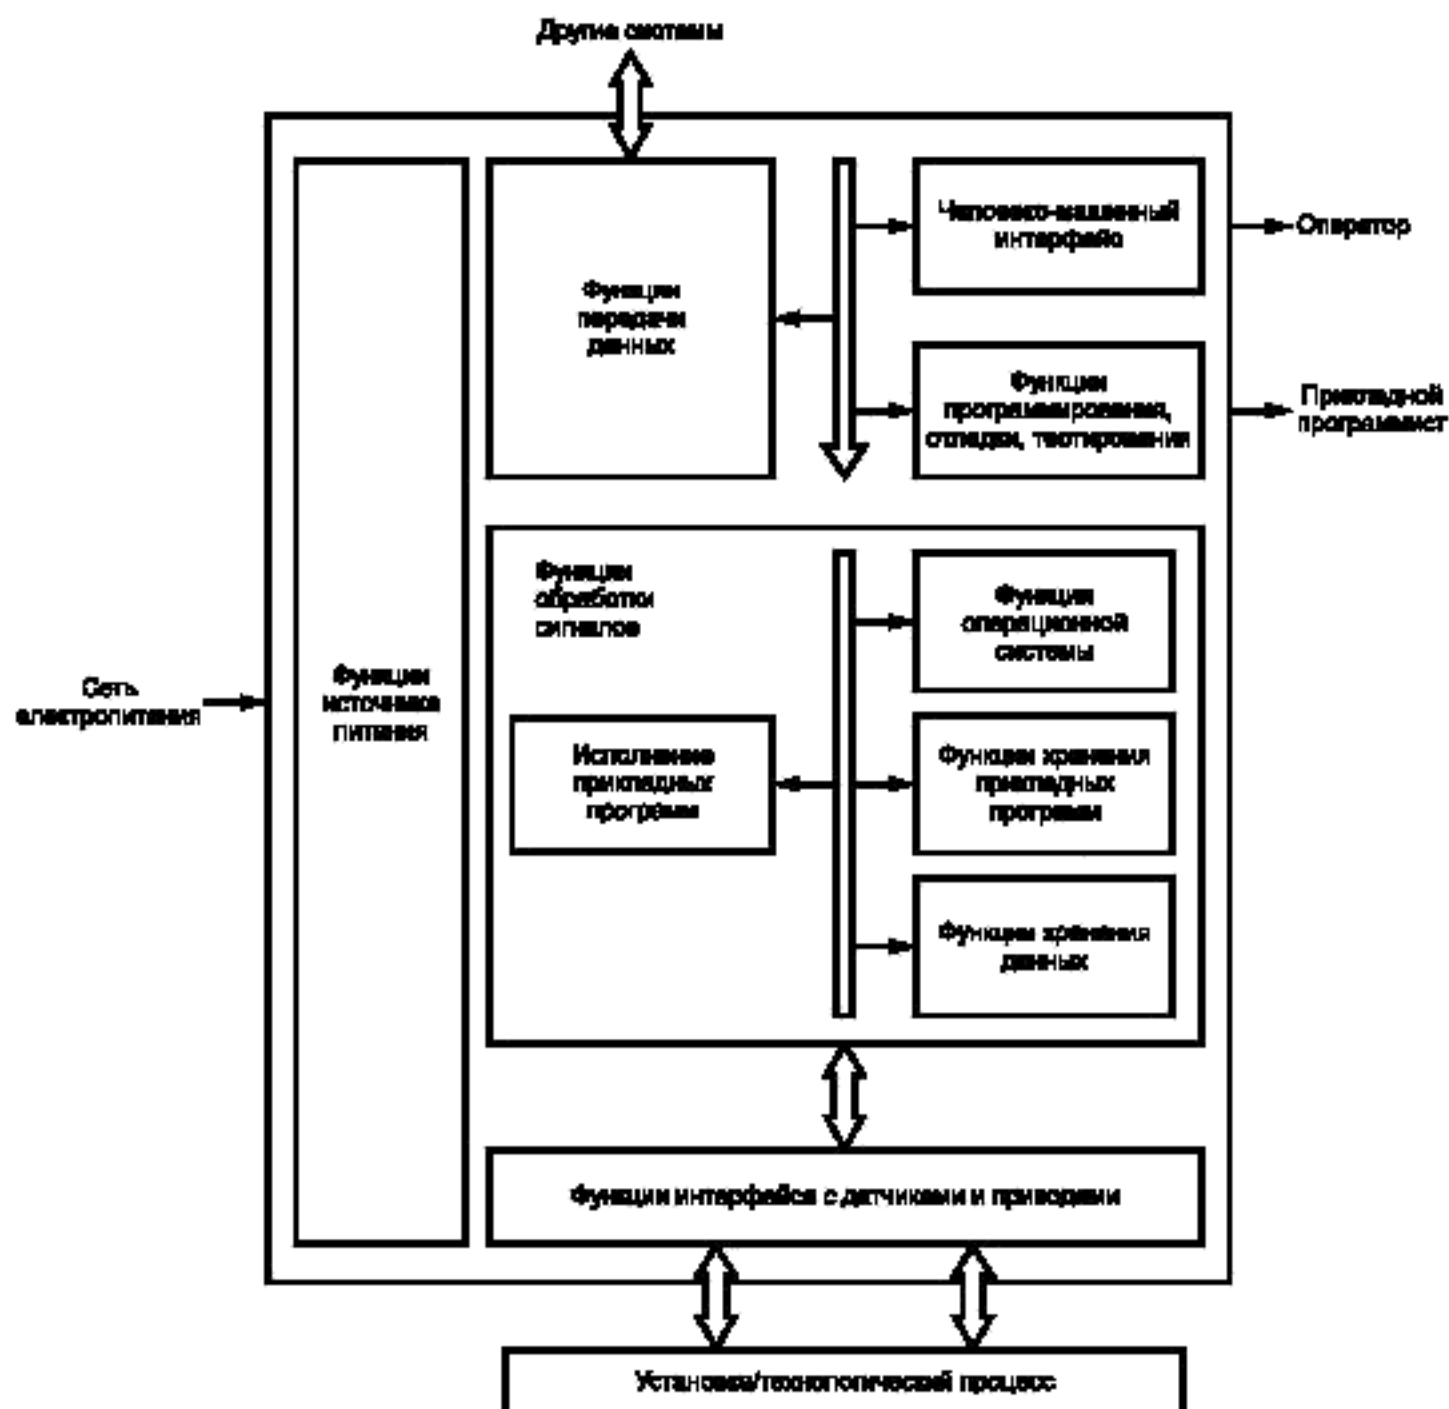 Другие системы
Человеко-машинный
интерфейс
Оператор
Функции
передачи
данных
Функции
программирования,
отладки, тестирования
Прикладной
программист
Функции
обработки
сигналов
Функции
операционной
системы
Сеть
электропитания
Функции
источника
питания
Исполнение
прикладных
программ
Функции хранения
прикладных
программ
Функции хранения
данных
Функции интерфейса с датчиками и приводами
Установка/технологический процесс